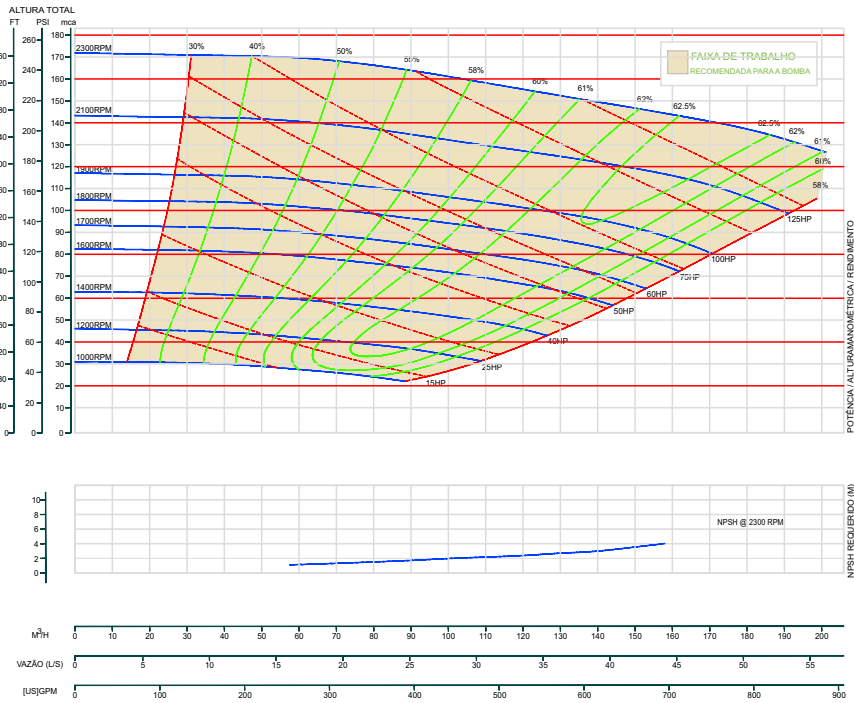 ALTURA TOTAL
FT PSI mca
260 240 220 200 180 160 140 120 100 80 60 40 20 0
180 170 160 150 140 130 120 110 100 90 80 70 60 50 40 30 20 10 0
30% 40% 50% 55% 58% 60% 61% 62% 62.5% 62.5% 62% 61% 60% 58%
FAIXA DE TRABALHO
RECOMENDADA PARA A BOMBA
2300RPM
2100RPM
1900RPM
1800RPM
1700RPM
1600RPM
1400RPM
1200RPM
1000RPM
125HP
100HP
75HP
60HP
50HP
40HP
25HP
15HP
POTÊNCIA / ALTURAMANOMÉTRICA / RENDIMENTO
10 8 6 4 2 0
NPSH @ 2300 RPM
NPSH REQUERIDO (M)
M³/H 0 10 20 30 40 50 60 70 80 90 100 110 120 130 140 150 160 170 180 190 200
VAZÃO (L/S) 0 5 10 15 20 25 30 35 40 45 50 55
[US]GPM 0 100 200 300 400 500 600 700 800 900